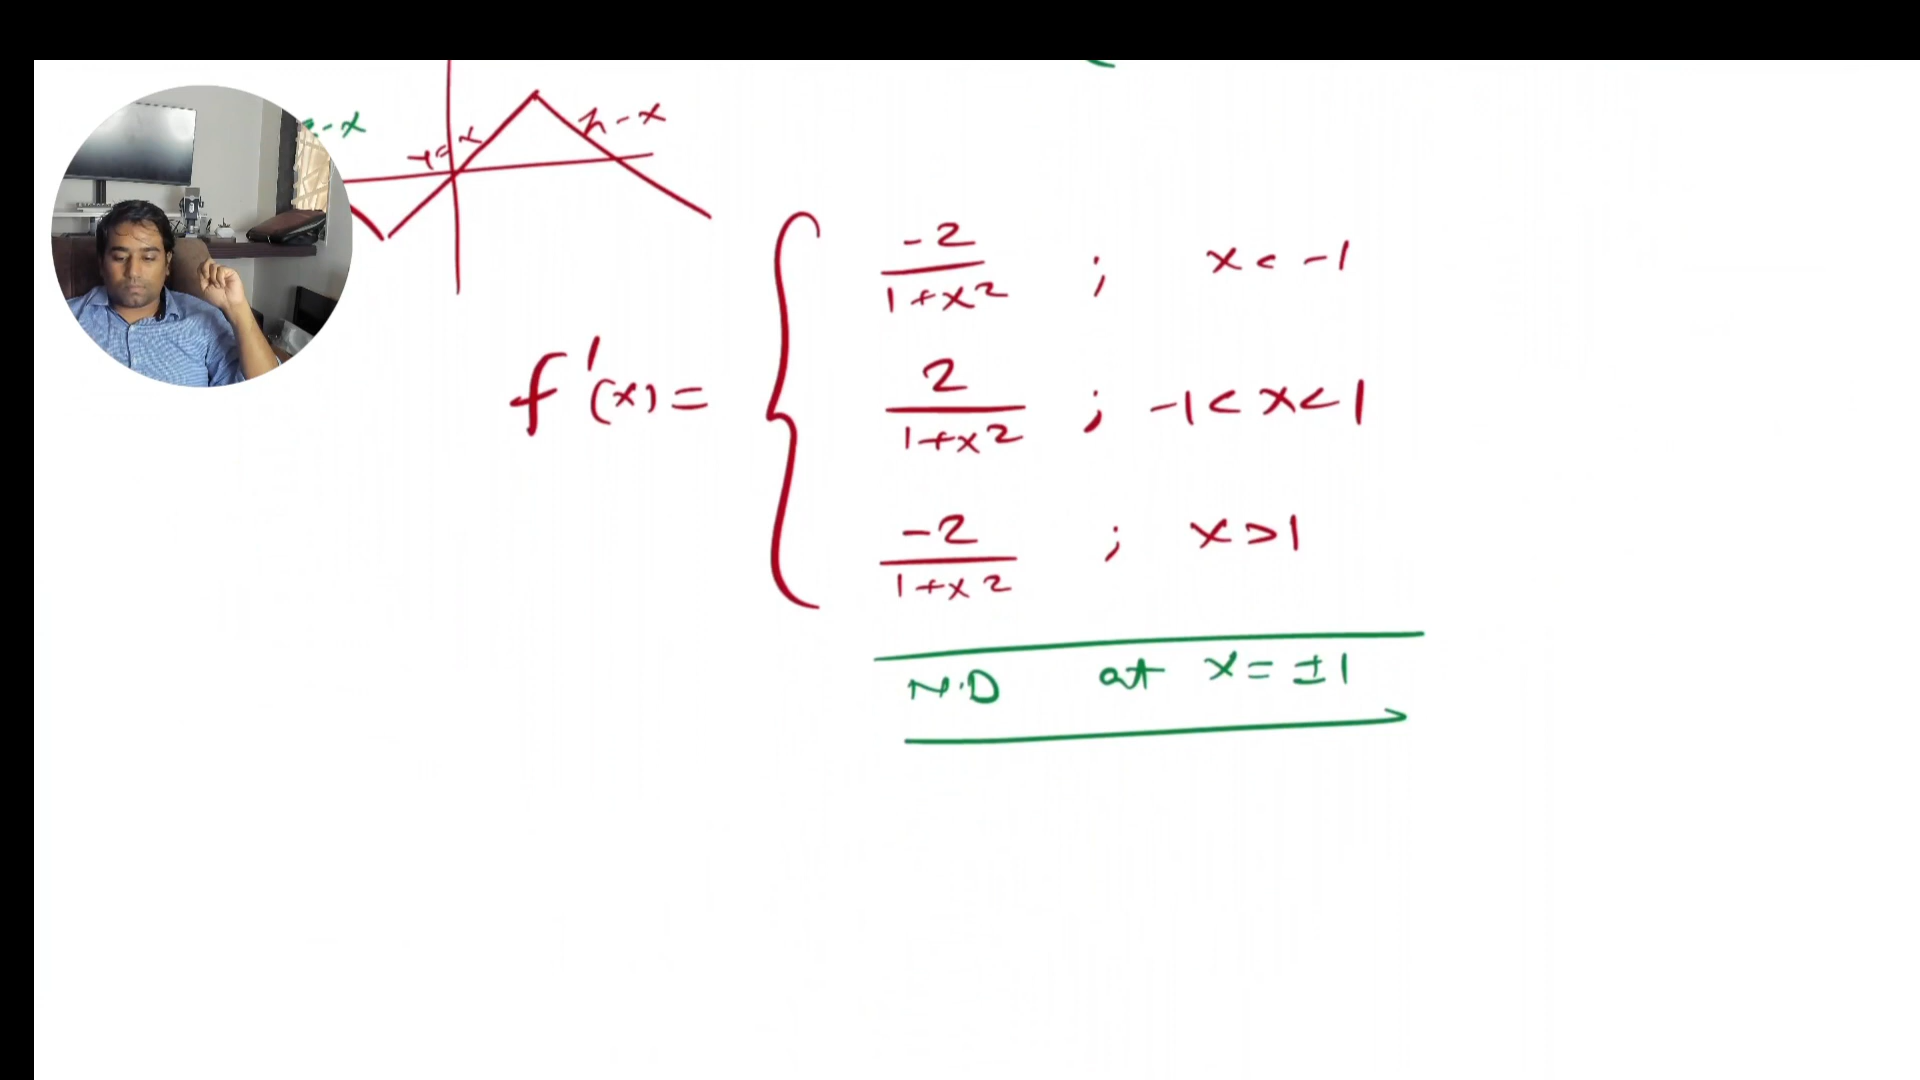 -x
y=x
π-x
f'(x) = { -2/(1+x²) ; x < -1
2/(1+x²) ; -1 < x < 1
-2/(1+x²) ; x > 1
N.D at x = ±1